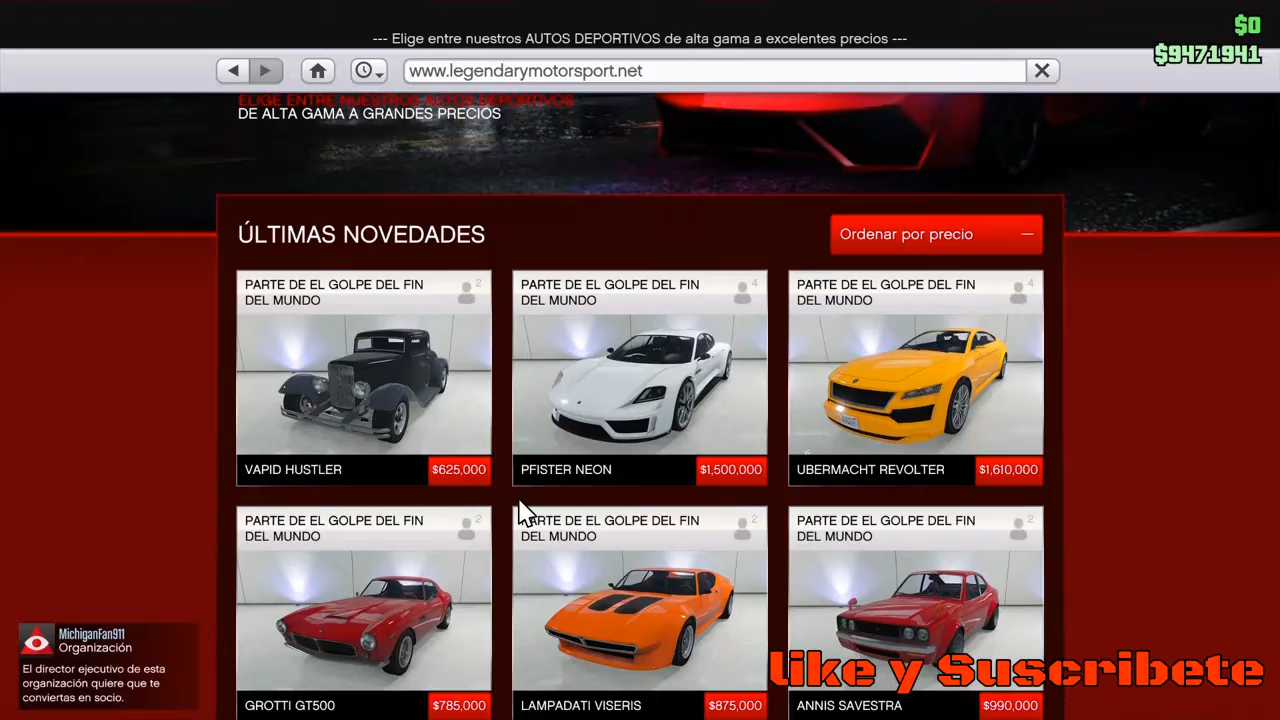 $0
$9471941
--- Elige entre nuestros AUTOS DEPORTIVOS de alta gama a excelentes precios ---
www.legendarymotorsport.net
ELIGE ENTRE NUESTROS AUTOS DEPORTIVOS
DE ALTA GAMA A GRANDES PRECIOS
ÚLTIMAS NOVEDADES
Ordenar por precio
PARTE DE EL GOLPE DEL FIN
DEL MUNDO
2
VAPID HUSTLER
$625,000
PARTE DE EL GOLPE DEL FIN
DEL MUNDO
4
PFISTER NEON
$1,500,000
PARTE DE EL GOLPE DEL FIN
DEL MUNDO
4
UBERMACHT REVOLTER
$1,610,000
PARTE DE EL GOLPE DEL FIN
DEL MUNDO
2
GROTTI GT500
$785,000
PARTE DE EL GOLPE DEL FIN
DEL MUNDO
2
LAMPADATI VISERIS
$875,000
PARTE DE EL GOLPE DEL FIN
DEL MUNDO
2
ANNIS SAVESTRA
$990,000
MichiganFan911
Organización
El director ejecutivo de esta
organización quiere que te
conviertas en socio.
like y Suscribete